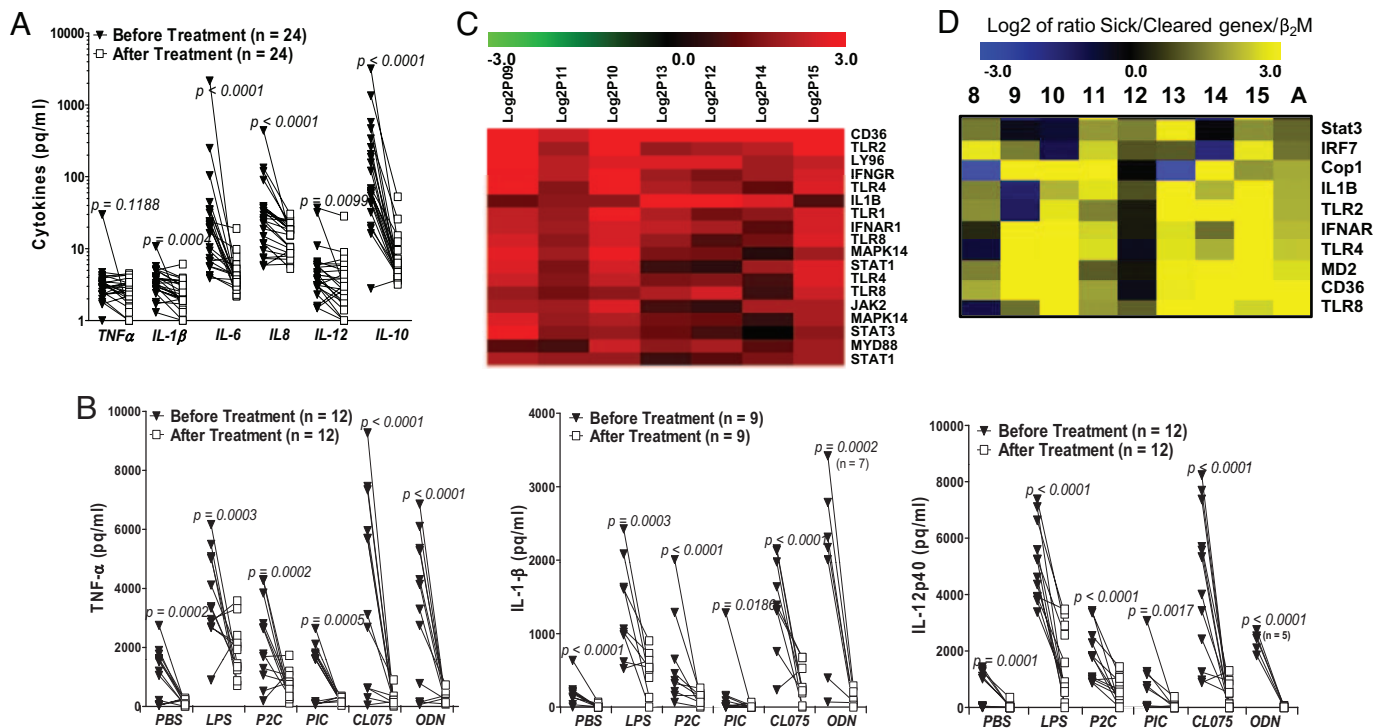 A
Before Treatment (n = 24)
After Treatment (n = 24)
Cytokines (pq/ml)
10000
1000
100
10
1
p = 0.1188
p = 0.0004
p < 0.0001
p < 0.0001
p = 0.0099
p < 0.0001
TNFα IL-1β IL-6 IL8 IL-12 IL-10
C
-3.0 0.0 3.0
Log2P09 Log2P11 Log2P10 Log2P13 Log2P12 Log2P14 Log2P15
CD36
TLR2
LY96
IFNGR
TLR4
IL1B
TLR1
IFNAR1
TLR8
MAPK14
STAT1
TLR4
TLR8
JAK2
MAPK14
STAT3
MYD88
STAT1
D
Log2 of ratio Sick/Cleared genex/β2M
-3.0 0.0 3.0
8 9 10 11 12 13 14 15 A
Stat3
IRF7
Cop1
IL1B
TLR2
IFNAR
TLR4
MD2
CD36
TLR8
B
Before Treatment (n = 12)
After Treatment (n = 12)
TNF-α (pq/ml)
10000
8000
6000
4000
2000
0
p = 0.0002
p = 0.0003
p = 0.0002
p = 0.0005
p < 0.0001
p < 0.0001
PBS LPS P2C PIC CL075 ODN
Before Treatment (n = 9)
After Treatment (n = 9)
IL-1-β (pq/ml)
4000
3000
2000
1000
0
p < 0.0001
p = 0.0003
p < 0.0001
p = 0.0186
p < 0.0001
p = 0.0002
(n = 7)
PBS LPS P2C PIC CL075 ODN
Before Treatment (n = 12)
After Treatment (n = 12)
IL-12p40 (pq/ml)
10000
8000
6000
4000
2000
0
p = 0.0001
p < 0.0001
p < 0.0001
p = 0.0017
p < 0.0001
p < 0.0001
(n = 5)
PBS LPS P2C PIC CL075 ODN